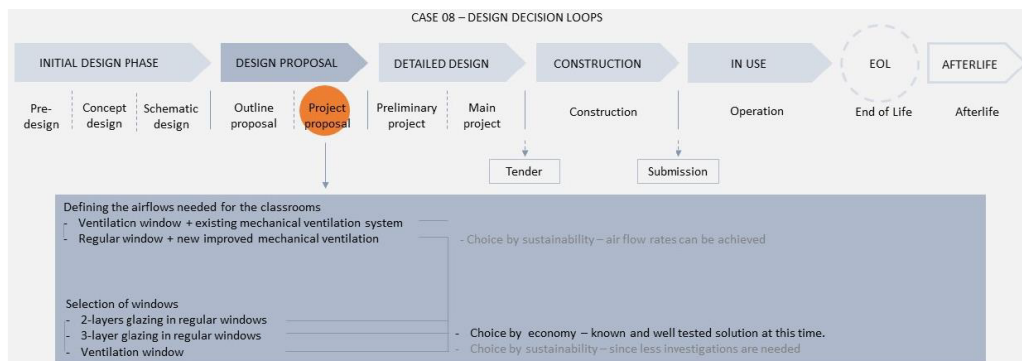 CASE 08 – DESIGN DECISION LOOPS
INITIAL DESIGN PHASE
DESIGN PROPOSAL
DETAILED DESIGN
CONSTRUCTION
IN USE
EOL
AFTERLIFE
Pre-
design
Concept
design
Schematic
design
Outline
proposal
Project
proposal
Preliminary
project
Main
project
Construction
Operation
End of Life
Afterlife
Tender
Submission
Defining the airflows needed for the classrooms
- Ventilation window + existing mechanical ventilation system
- Regular window + new improved mechanical ventilation
- Choice by sustainability – air flow rates can be achieved
Selection of windows
- 2-layers glazing in regular windows
- 3-layer glazing in regular windows
- Ventilation window
- Choice by economy – known and well tested solution at this time.
- Choice by sustainability – since less investigations are needed